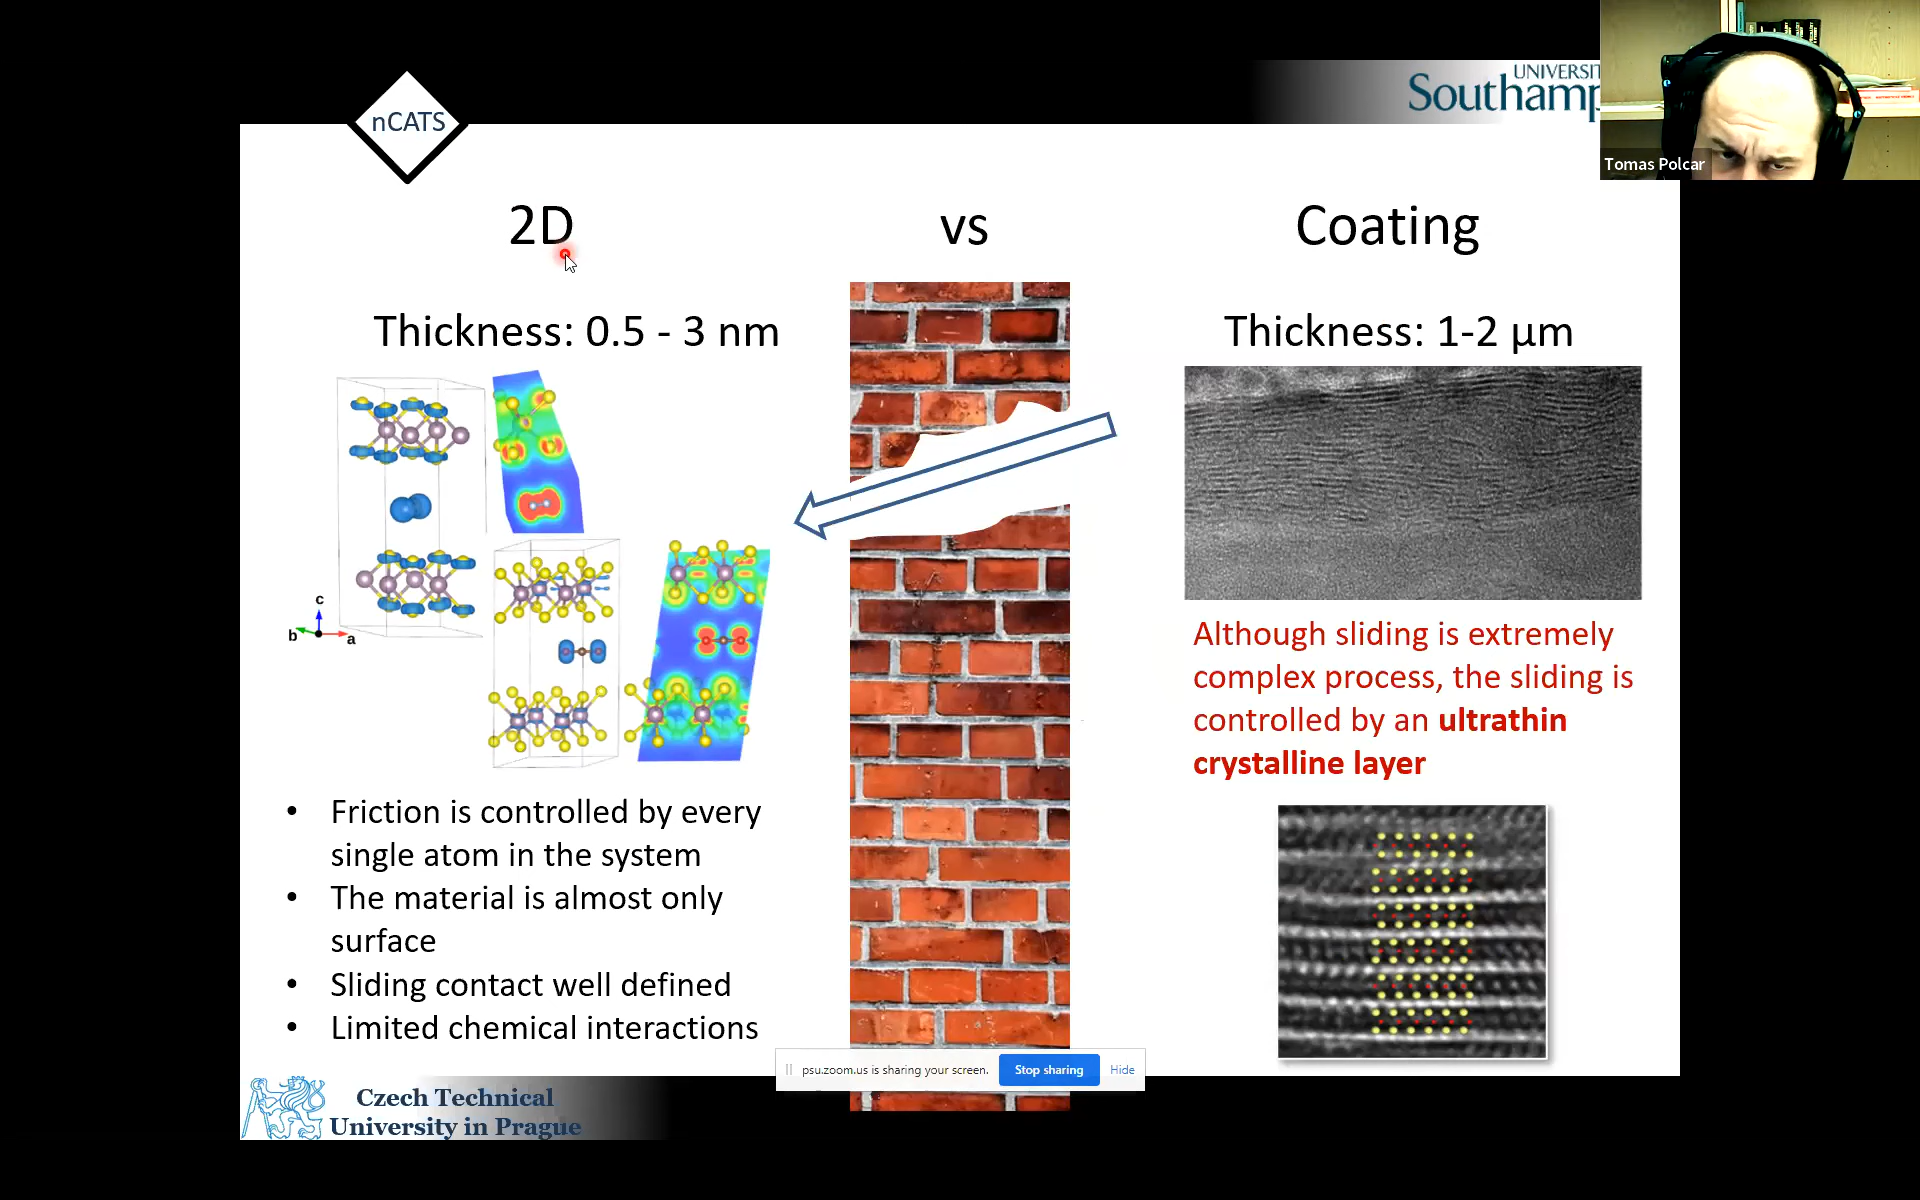 nCATS
UNIVERSIT
Southamp
Tomas Polcar
2D
vs
Coating
Thickness: 0.5 - 3 nm
Thickness: 1-2 µm
c
b
a
Although sliding is extremely
complex process, the sliding is
controlled by an ultrathin
crystalline layer
• Friction is controlled by every
single atom in the system
• The material is almost only
surface
• Sliding contact well defined
• Limited chemical interactions
psu.zoom.us is sharing your screen.
Stop sharing
Hide
Czech Technical
University in Prague